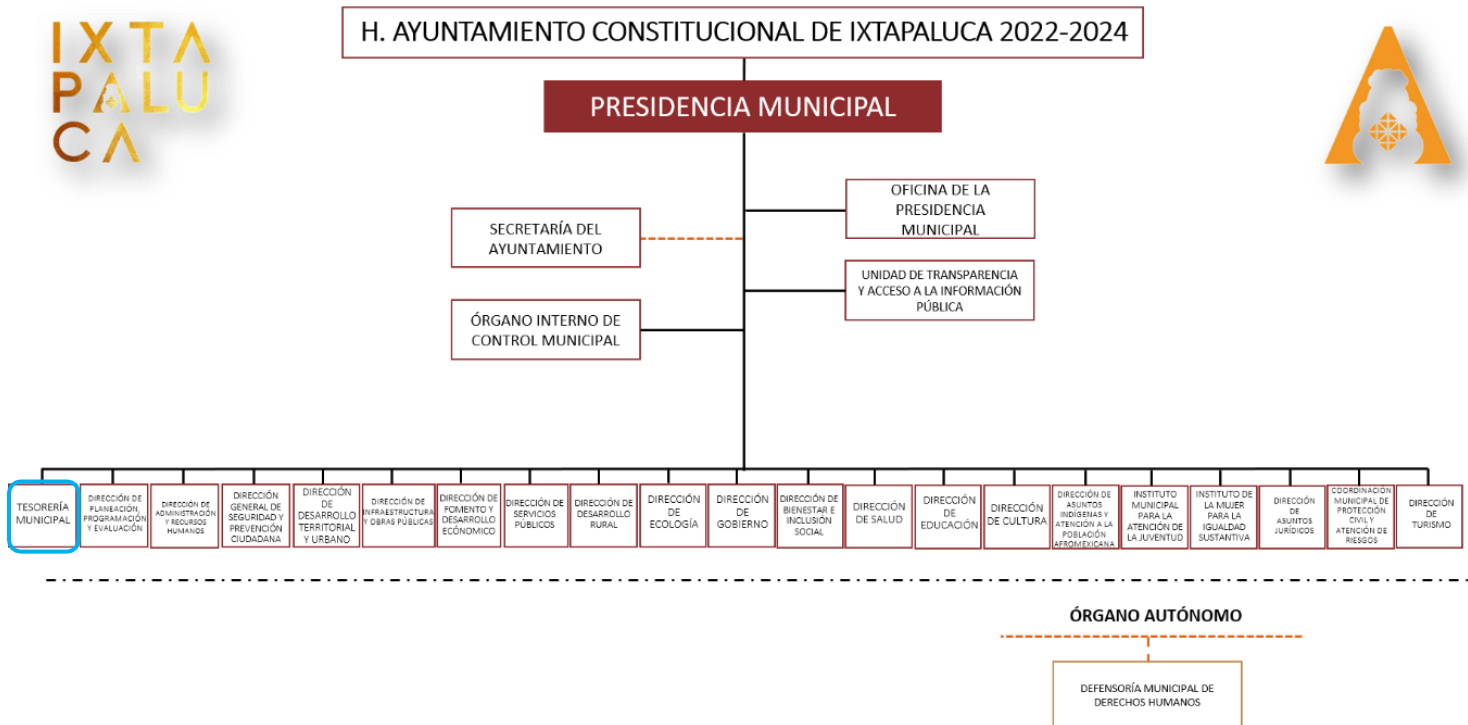 IXTA
PALU
CA
H. AYUNTAMIENTO CONSTITUCIONAL DE IXTAPALUCA 2022-2024
PRESIDENCIA MUNICIPAL
OFICINA DE LA
PRESIDENCIA
MUNICIPAL
SECRETARÍA DEL
AYUNTAMIENTO
UNIDAD DE TRANSPARENCIA
Y ACCESO A LA INFORMACIÓN
PÚBLICA
ÓRGANO INTERNO DE
CONTROL MUNICIPAL
TESORERÍA
MUNICIPAL
DIRECCIÓN DE
PLANEACIÓN,
PROGRAMACIÓN
Y EVALUACIÓN
DIRECCIÓN DE
ADMINISTRACIÓN
Y RECURSOS
HUMANOS
DIRECCIÓN
GENERAL DE
SEGURIDAD Y
PREVENCIÓN
CIUDADANA
DIRECCIÓN
DE
DESARROLLO
TERRITORIAL
Y URBANO
DIRECCIÓN DE
INFRAESTRUCTURA
Y OBRAS PÚBLICAS
DIRECCIÓN DE
FOMENTO Y
DESARROLLO
ECÓNOMICO
DIRECCIÓN DE
SERVICIOS
PÚBLICOS
DIRECCIÓN DE
DESARROLLO
RURAL
DIRECCIÓN
DE
ECOLOGÍA
DIRECCIÓN
DE
GOBIERNO
DIRECCIÓN DE
BIENESTAR E
INCLUSIÓN
SOCIAL
DIRECCIÓN
DE SALUD
DIRECCIÓN
DE
EDUCACIÓN
DIRECCIÓN
DE CULTURA
DIRECCIÓN DE
ASUNTOS
INDÍGENAS Y
ATENCIÓN A LA
POBLACIÓN
AFROMEXICANA
INSTITUTO
MUNICIPAL
PARA LA
ATENCIÓN DE
LA JUVENTUD
INSTITUTO DE
LA MUJER
PARA LA
IGUALDAD
SUSTANTIVA
DIRECCIÓN
DE
ASUNTOS
JURÍDICOS
COORDINACIÓN
MUNICIPAL DE
PROTECCIÓN
CIVIL Y
ATENCIÓN DE
RIESGOS
DIRECCIÓN
DE
TURISMO
ÓRGANO AUTÓNOMO
DEFENSORÍA MUNICIPAL DE
DERECHOS HUMANOS